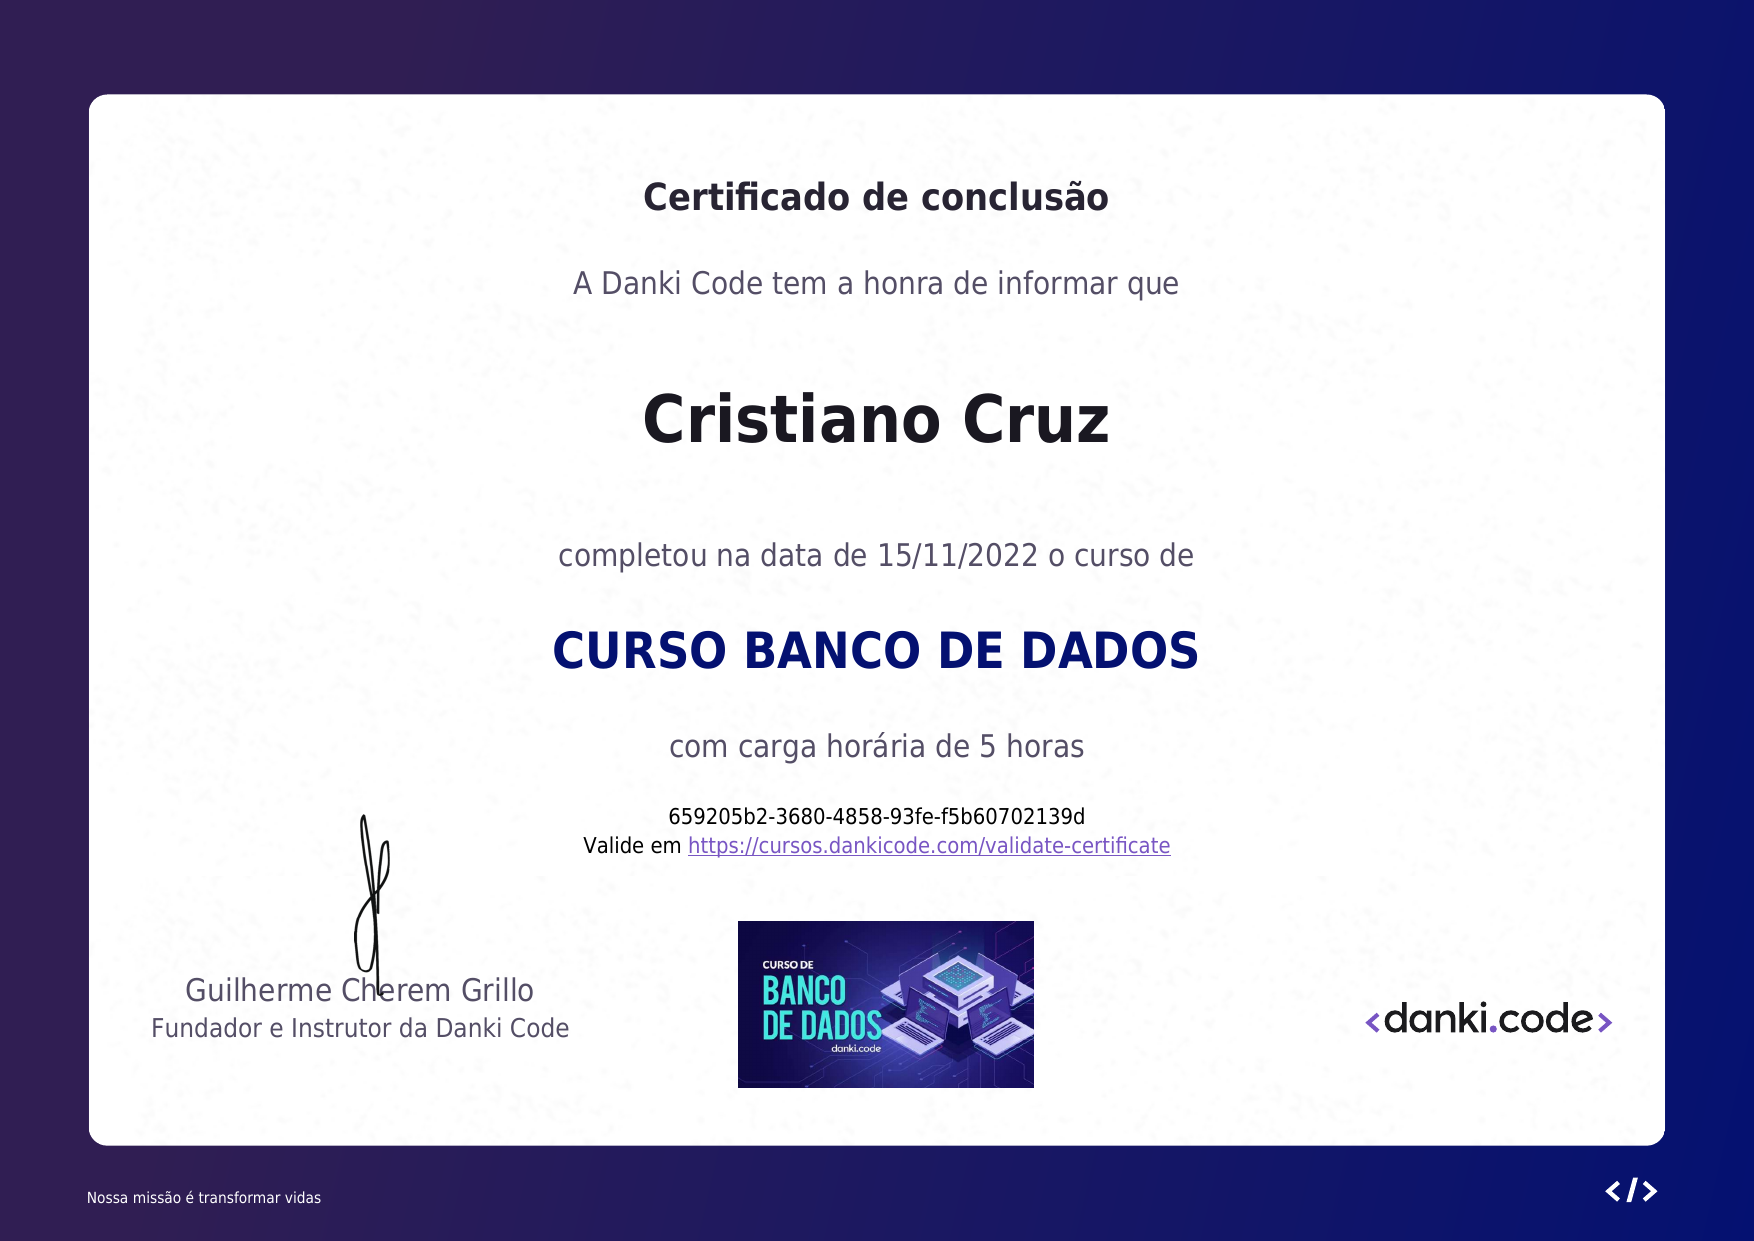 Certificado de conclusão
A Danki Code tem a honra de informar que
Cristiano Cruz
completou na data de 15/11/2022 o curso de
CURSO BANCO DE DADOS
com carga horária de 5 horas
659205b2-3680-4858-93fe-f5b60702139d
Valide em https://cursos.dankicode.com/validate-certificate
Guilherme Cherem Grillo
Fundador e Instrutor da Danki Code
CURSO DE
BANCO
DE DADOS
danki.code
<danki.code>
Nossa missão é transformar vidas
</>